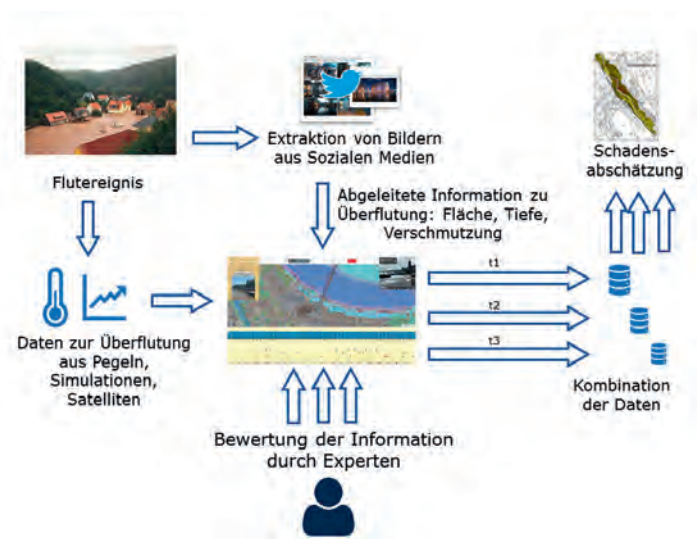 Flutereignis
Extraktion von Bildern
aus Sozialen Medien
Schadens-
abschätzung
Abgeleitete Information zu
Überflutung: Fläche, Tiefe,
Verschmutzung
t1
t2
t3
Daten zur Überflutung
aus Pegeln,
Simulationen,
Satelliten
Kombination
der Daten
Bewertung der Information
durch Experten